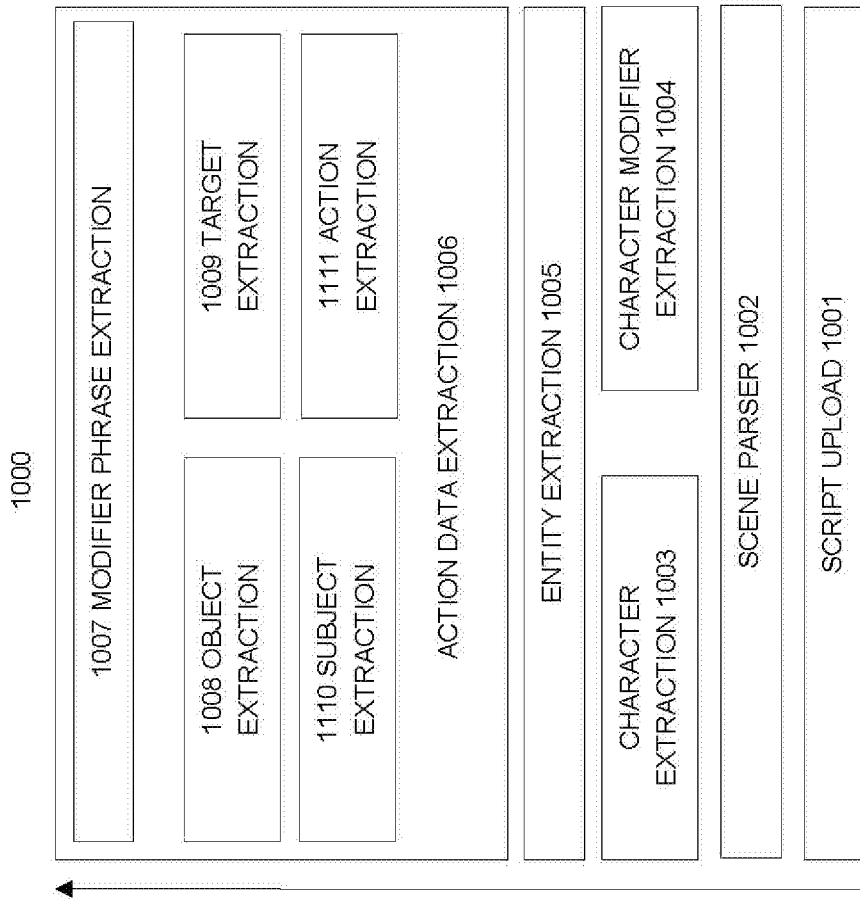 1000
1007 MODIFIER PHRASE EXTRACTION
1008 OBJECT
EXTRACTION
1009 TARGET
EXTRACTION
1110 SUBJECT
EXTRACTION
1111 ACTION
EXTRACTION
ACTION DATA EXTRACTION 1006
ENTITY EXTRACTION 1005
CHARACTER
EXTRACTION 1003
CHARACTER MODIFIER
EXTRACTION 1004
SCENE PARSER 1002
SCRIPT UPLOAD 1001